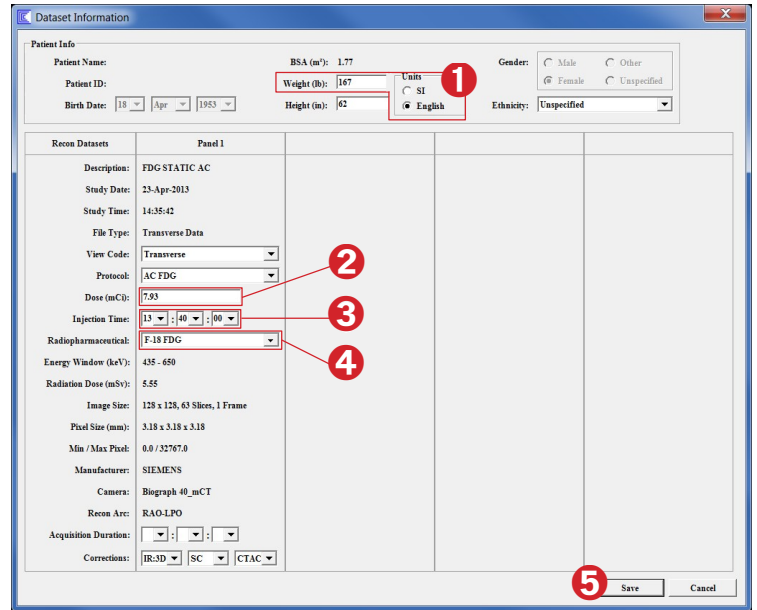 Dataset Information
X
Patient Info
Patient Name: BSA (m²): 1.77 Gender: Male Other
Patient ID: Weight (lb): 167 Units SI 1 Female Unspecified
Birth Date: 18 Apr 1953 Height (in): 62 English Ethnicity: Unspecified
Recon Datasets Panel 1
Description: FDG STATIC AC
Study Date: 23-Apr-2013
Study Time: 14:35:42
File Type: Transverse Data
View Code: Transverse 2
Protocol: AC FDG
Dose (mCi): 7.93
Injection Time: 13 : 40 : 00 3
Radiopharmaceutical: F-18 FDG
Energy Window (keV): 435 - 650 4
Radiation Dose (mSv): 5.55
Image Size: 128 x 128, 63 Slices, 1 Frame
Pixel Size (mm): 3.18 x 3.18 x 3.18
Min / Max Pixel: 0.0 / 32767.0
Manufacturer: SIEMENS
Camera: Biograph 40_mCT
Recon Arc: RAO-LPO
Acquisition Duration: : :
Corrections: IR:3D SC CTAC
5 Save Cancel